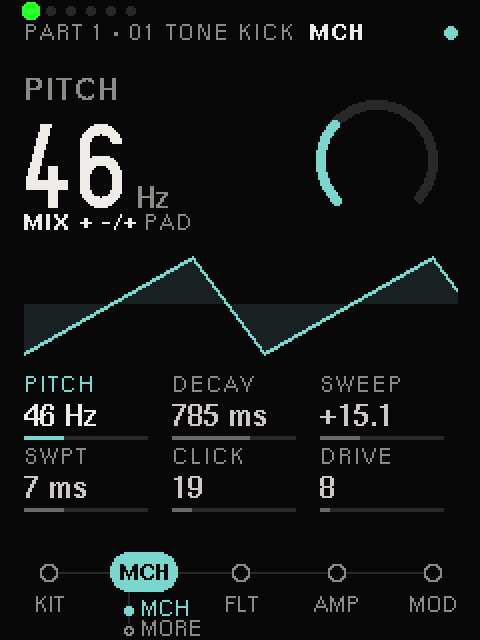 PART 1 · 01 TONE KICK MCH
PITCH
46 Hz
MIX + -/+ PAD
PITCH DECAY SWEEP
46 Hz 785 ms +15.1
SWPT CLICK DRIVE
7 ms 19 8
MCH
KIT FLT AMP MOD
MCH
MORE